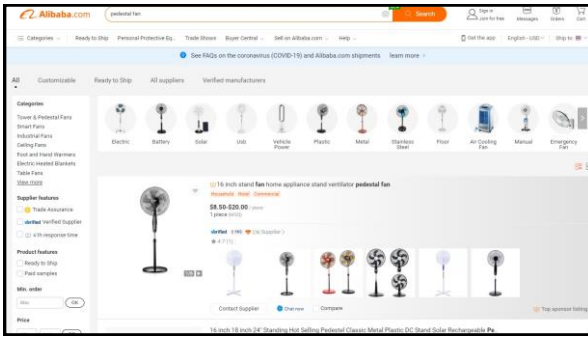 Alibaba.com
pedestal fan
Search
Sign in
Join for free
Messages
Orders
Cart
Categories
Ready to Ship
Personal Protective Eq..
Trade Shows
Buyer Central
Sell on Alibaba.com
Help
Get the app
English - USD
Ship to:
See FAQs on the coronavirus (COVID-19) and Alibaba.com shipments learn more >
All
Customizable
Ready to Ship
All suppliers
Verified manufacturers
Categories
Tower & Pedestal Fans
Smart Fans
Industrial Fans
Ceiling Fans
Foot and Hand Warmers
Electric Heated Blankets
Table Fans
View more
Supplier features
Trade Assurance
Verified Supplier
≤1h response time
Product features
Ready to Ship
Paid samples
Min. order
OK
Price
Electric
Battery
Solar
Usb
Vehicle Power
Plastic
Metal
Stainless Steel
Floor
Air Cooling Fan
Manual
Emergency Fan
16 inch stand fan home appliance stand ventilator pedestal fan
Household
Hotel
Commercial
$8.50-$20.00
1 piece
Verified
CN Supplier >
4.7
Contact Supplier
Chat now
Compare
Top sponsor listing
16 inch 18 inch 24" Standing Hot Selling Pedestal Classic Metal Plastic DC Stand Solar Rechargeable Pe..